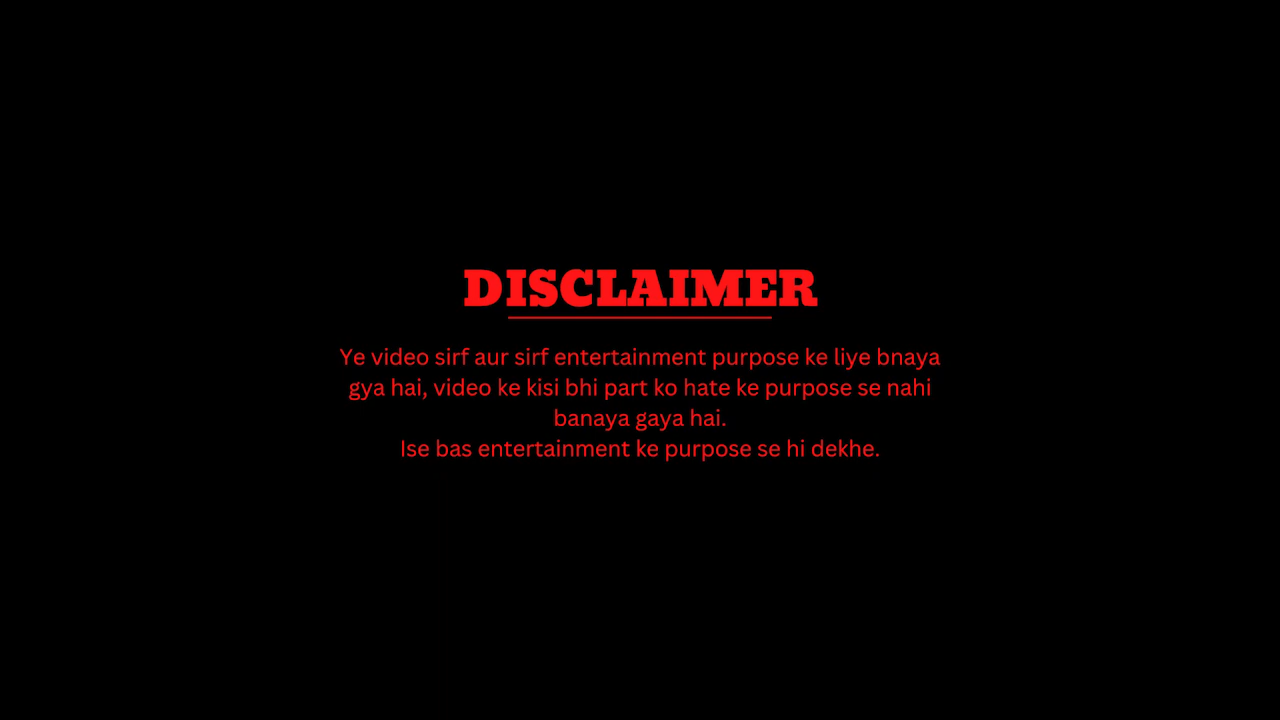 DISCLAIMER
Ye video sirf aur sirf entertainment purpose ke liye bnaya
gya hai, video ke kisi bhi part ko hate ke purpose se nahi
banaya gaya hai.
Ise bas entertainment ke purpose se hi dekhe.